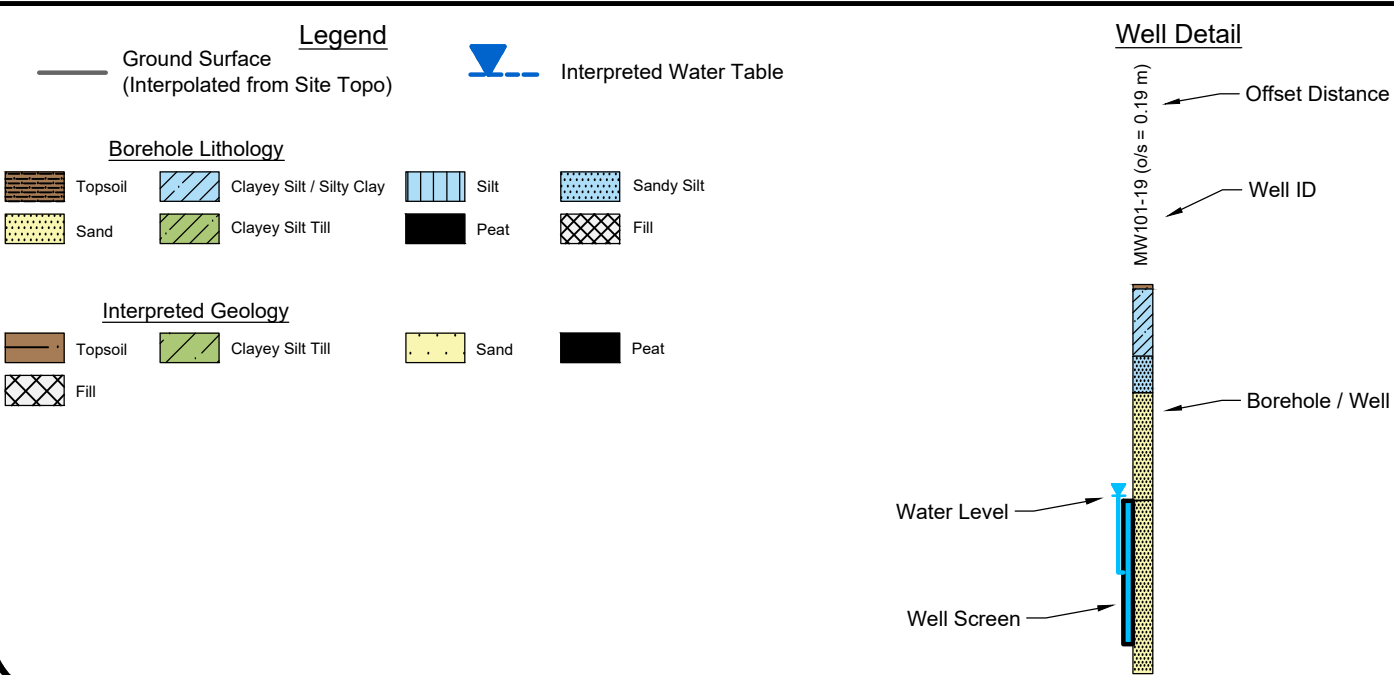 Legend
Ground Surface
(Interpolated from Site Topo)
Interpreted Water Table
Borehole Lithology
Topsoil
Clayey Silt / Silty Clay
Silt
Sandy Silt
Sand
Clayey Silt Till
Peat
Fill
Interpreted Geology
Topsoil
Clayey Silt Till
Sand
Peat
Fill
Well Detail
MW101-19 (o/s = 0.19 m)
Offset Distance
Well ID
Borehole / Well
Water Level
Well Screen